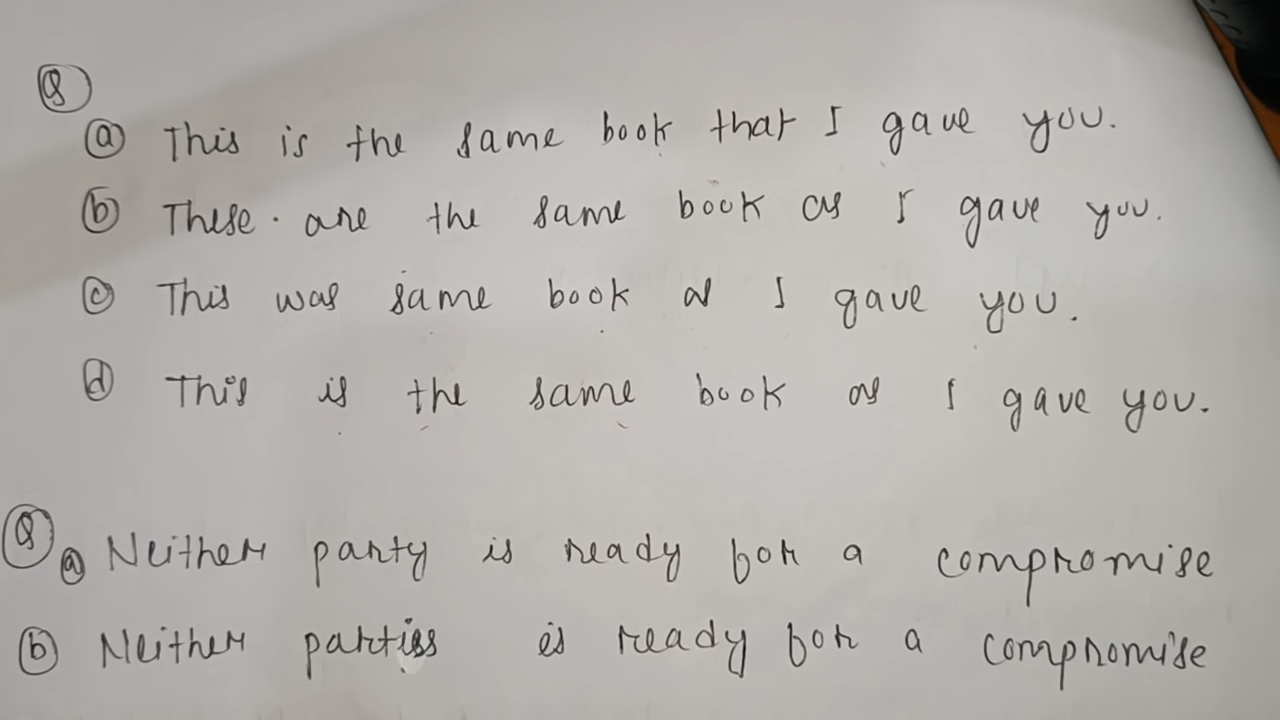 Q
(a) This is the same book that I gave you.
(b) These are the same book as I gave you.
(c) This was same book as I gave you.
(d) This is the same book as I gave you.
Q (a) Neither party is ready for a compromise
(b) Neither parties is ready for a compromise